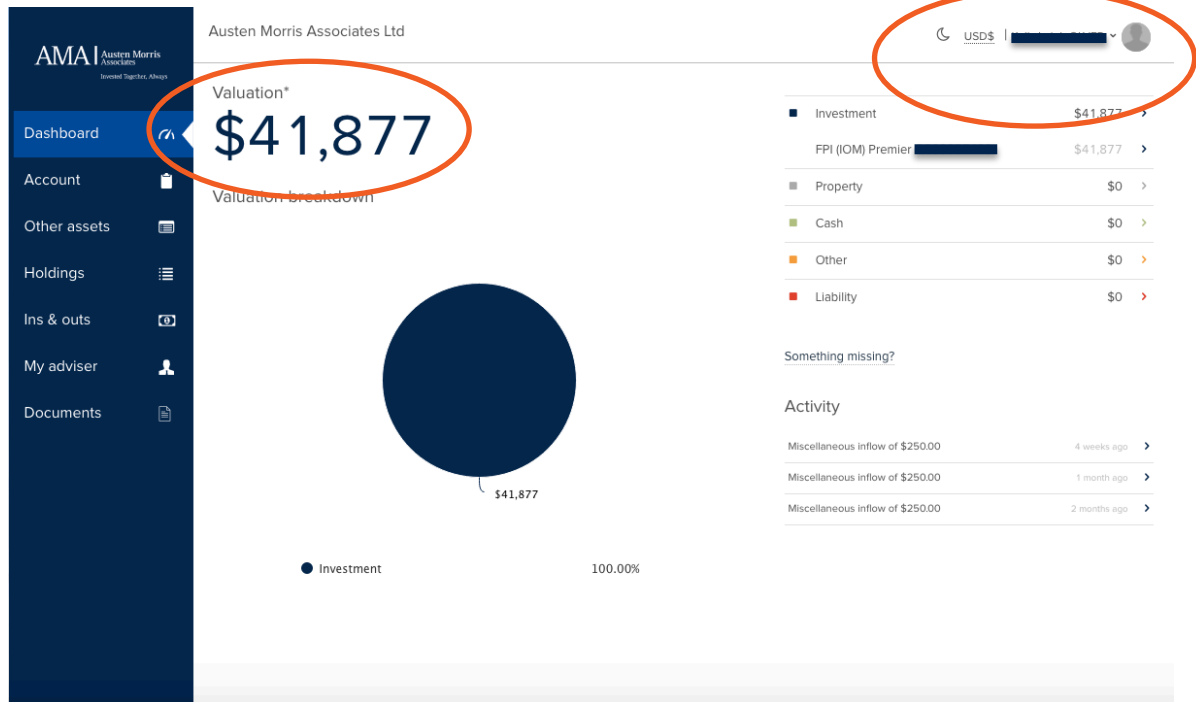 AMA Austen Morris
Associates
Invested Together, Always
Dashboard
Account
Other assets
Holdings
Ins & outs
My adviser
Documents
Austen Morris Associates Ltd
USD$
Valuation*
$41,877
Valuation breakdown
$41,877
Investment 100.00%
Investment $41,877
FPI (IOM) Premier $41,877
Property $0
Cash $0
Other $0
Liability $0
Something missing?
Activity
Miscellaneous inflow of $250.00 4 weeks ago
Miscellaneous inflow of $250.00 1 month ago
Miscellaneous inflow of $250.00 2 months ago